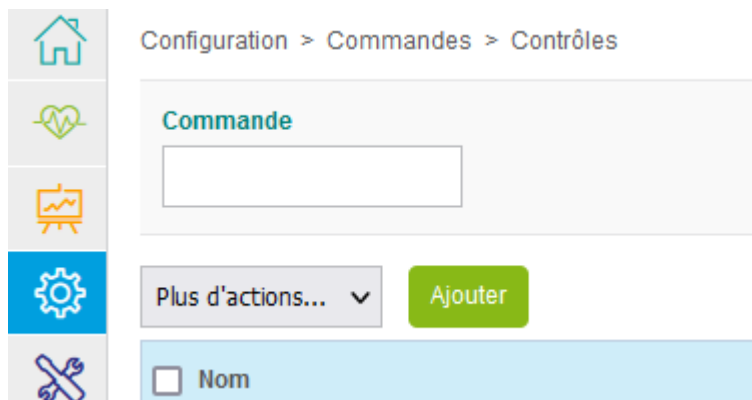 Configuration > Commandes > Contrôles
Commande
Plus d'actions...
Ajouter
Nom